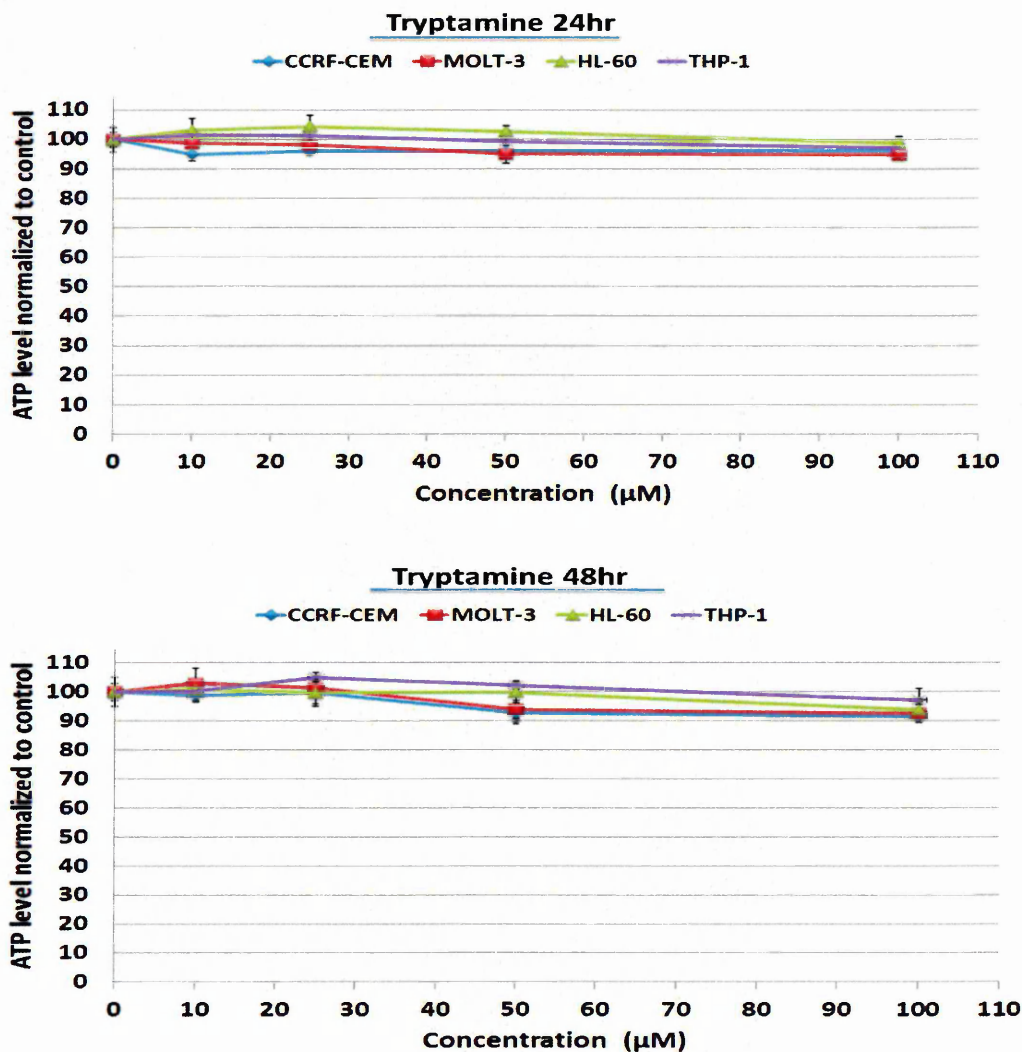 Tryptamine 24hr
CCRF-CEM MOLT-3 HL-60 THP-1
ATP level normalized to control
110
100
90
80
70
60
50
40
30
20
10
0
0 10 20 30 40 50 60 70 80 90 100 110
Concentration (µM)
Tryptamine 48hr
CCRF-CEM MOLT-3 HL-60 THP-1
ATP level normalized to control
110
100
90
80
70
60
50
40
30
20
10
0
0 10 20 30 40 50 60 70 80 90 100 110
Concentration (µM)